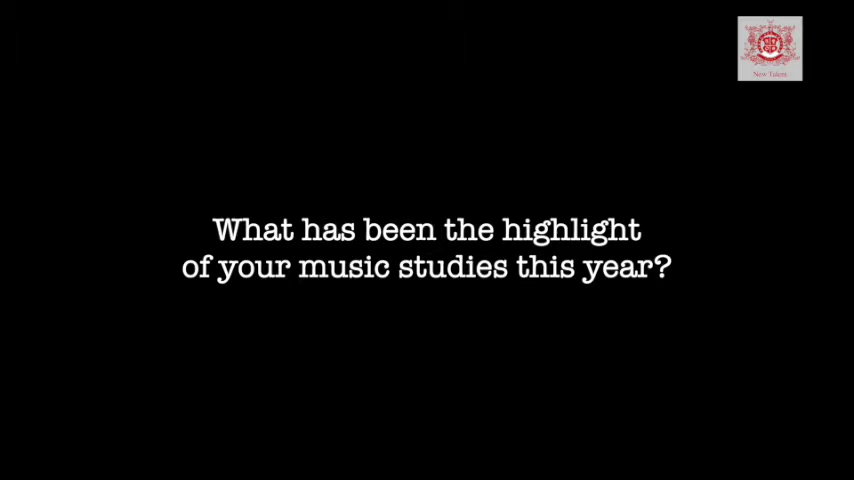 New Talent
What has been the highlight
of your music studies this year?